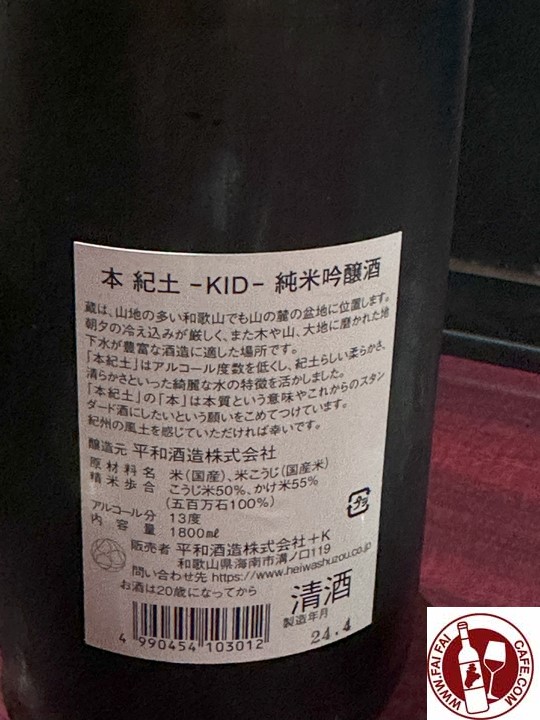 本 紀土 -KID- 純米吟醸酒
蔵は、山地の多い和歌山でも山の麓の盆地に位置します。
朝夕の冷え込みが厳しく、また木や山、大地に磨かれた地
下水が豊富な酒造に適した場所です。
「本紀土」はアルコール度数を低くし、紀土らしい柔らかさ、
清らかさといった綺麗な水の特徴を活かしました。
「本紀土」の「本」は本質という意味やこれからのスタン
ダード酒にしたいという願いをこめてつけています。
紀州の風土を感じていただければ幸いです。
醸造元 平和酒造株式会社
原材料名 米(国産)、米こうじ(国産米)
精米歩合 こうじ米50%、かけ米55%
(五百万石100%)
アルコール分 13度
内容量 1800㎖
販売者 平和酒造株式会社+K
和歌山県海南市溝ノ口119
問い合わせ先 https://www.heiwashuzou.co.jp
お酒は20歳になってから
清酒
製造年月
24.4
4 990454 103012
WWW.FAI FAI CAFE.COM